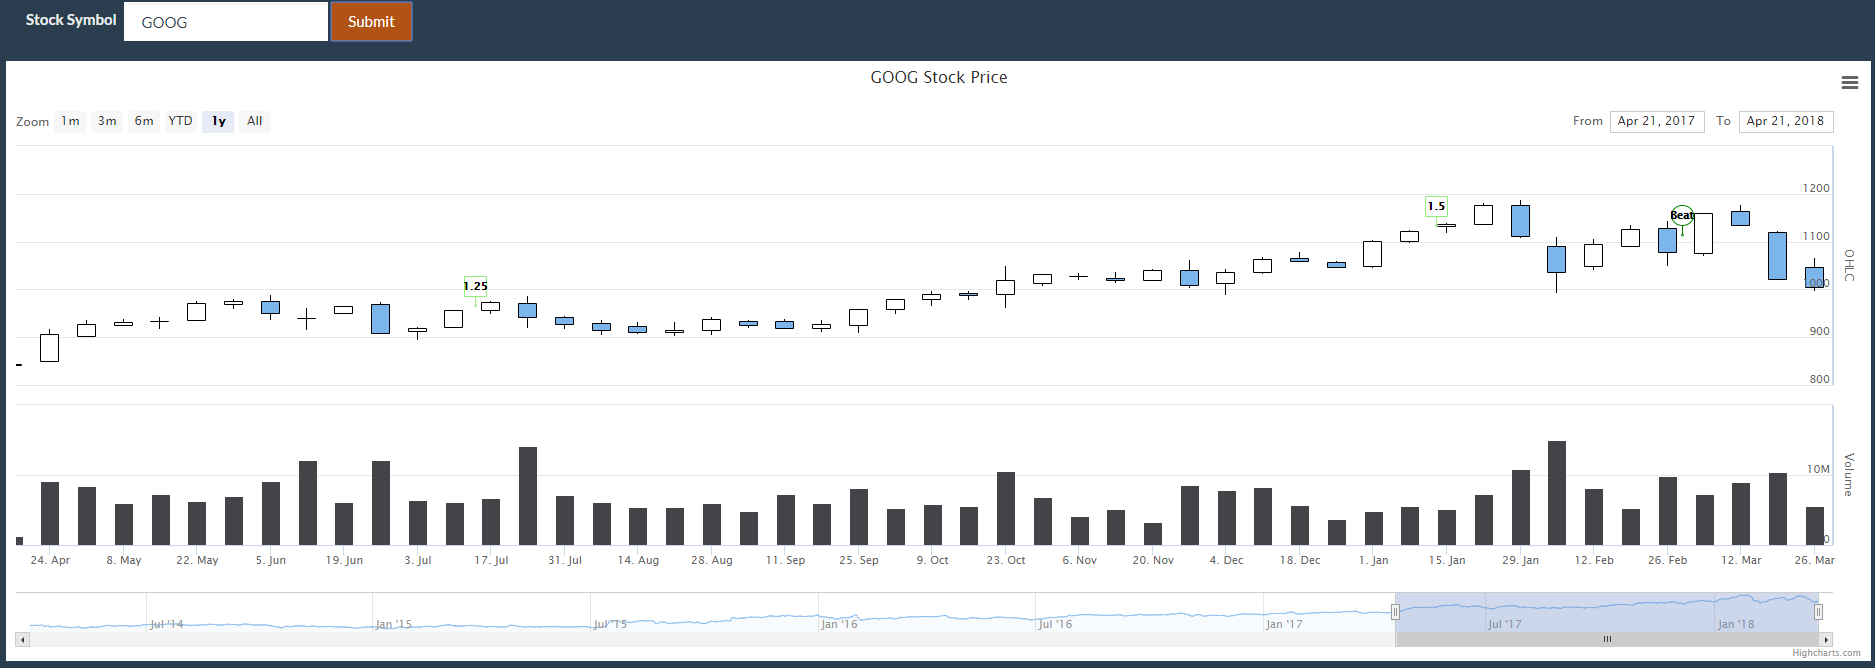 Stock Symbol GOOG Submit
GOOG Stock Price
Zoom 1m 3m 6m YTD 1y All From Apr 21, 2017 To Apr 21, 2018
1200
1.5
Beat
1100
OHLC
1.25
1000
900
800
10M
Volume
0
24. Apr 8. May 22. May 5. Jun 19. Jun 3. Jul 17. Jul 31. Jul 14. Aug 28. Aug 11. Sep 25. Sep 9. Oct 23. Oct 6. Nov 20. Nov 4. Dec 18. Dec 1. Jan 15. Jan 29. Jan 12. Feb 26. Feb 12. Mar 26. Mar
Jul '14 Jan '15 Jul '15 Jan '16 Jul '16 Jan '17 Jul '17 Jan '18
Highcharts.com